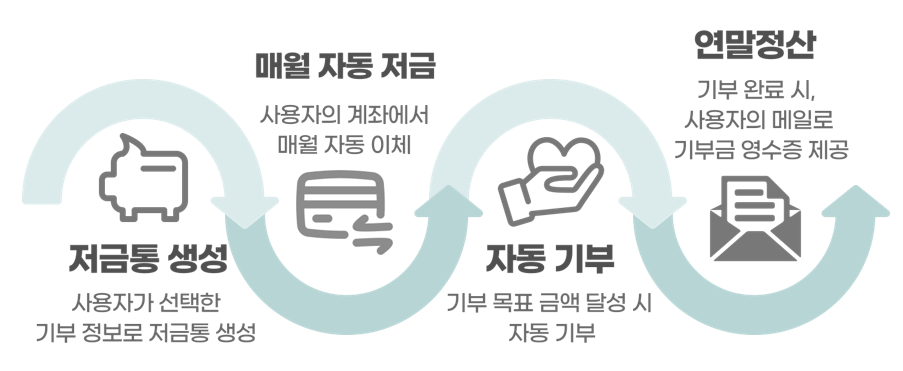 저금통 생성
사용자가 선택한
기부 정보로 저금통 생성
매월 자동 저금
사용자의 계좌에서
매월 자동 이체
자동 기부
기부 목표 금액 달성 시
자동 기부
연말정산
기부 완료 시,
사용자의 메일로
기부금 영수증 제공